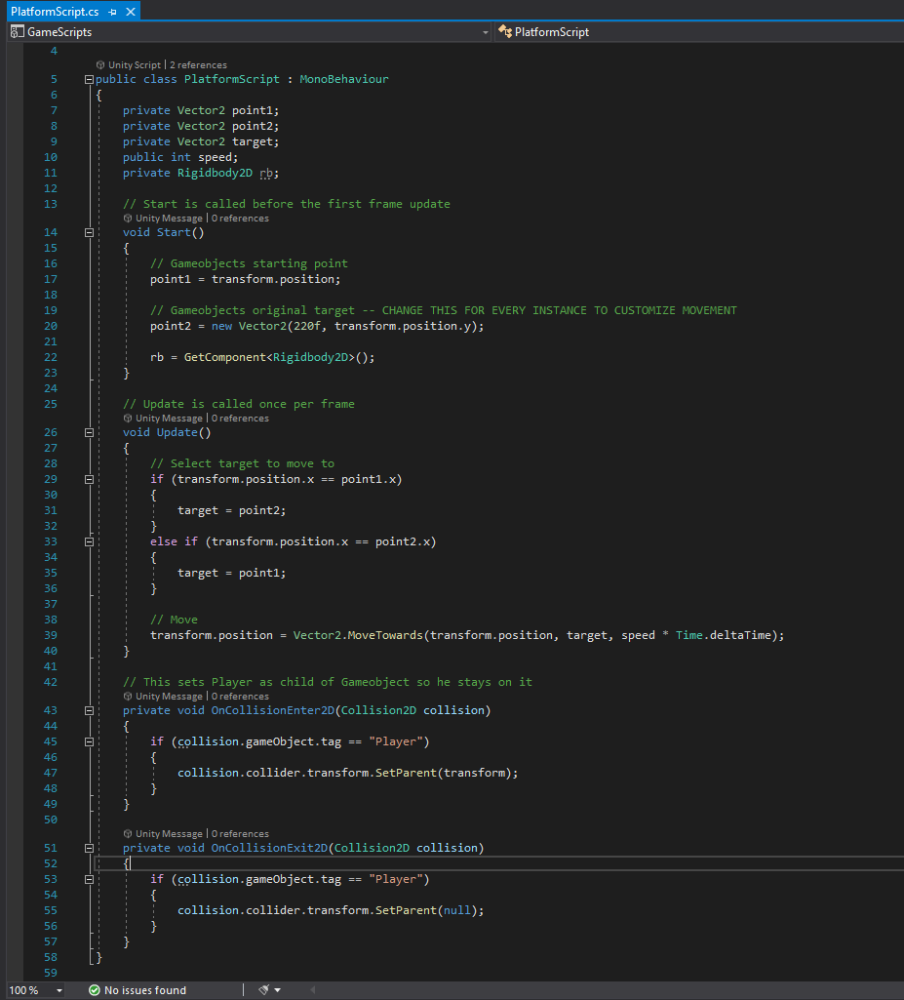 PlatformScript.cs
GameScripts PlatformScript
4
Unity Script | 2 references
5 public class PlatformScript : MonoBehaviour
6 {
7 private Vector2 point1;
8 private Vector2 point2;
9 private Vector2 target;
10 public int speed;
11 private Rigidbody2D rb;
12
13 // Start is called before the first frame update
Unity Message | 0 references
14 void Start()
15 {
16 // Gameobjects starting point
17 point1 = transform.position;
18
19 // Gameobjects original target -- CHANGE THIS FOR EVERY INSTANCE TO CUSTOMIZE MOVEMENT
20 point2 = new Vector2(220f, transform.position.y);
21
22 rb = GetComponent<Rigidbody2D>();
23 }
24
25 // Update is called once per frame
Unity Message | 0 references
26 void Update()
27 {
28 // Select target to move to
29 if (transform.position.x == point1.x)
30 {
31 target = point2;
32 }
33 else if (transform.position.x == point2.x)
34 {
35 target = point1;
36 }
37
38 // Move
39 transform.position = Vector2.MoveTowards(transform.position, target, speed * Time.deltaTime);
40 }
41
42 // This sets Player as child of Gameobject so he stays on it
Unity Message | 0 references
43 private void OnCollisionEnter2D(Collision2D collision)
44 {
45 if (collision.gameObject.tag == "Player")
46 {
47 collision.collider.transform.SetParent(transform);
48 }
49 }
50
Unity Message | 0 references
51 private void OnCollisionExit2D(Collision2D collision)
52 {
53 if (collision.gameObject.tag == "Player")
54 {
55 collision.collider.transform.SetParent(null);
56 }
57 }
58 }
59
100 % No issues found